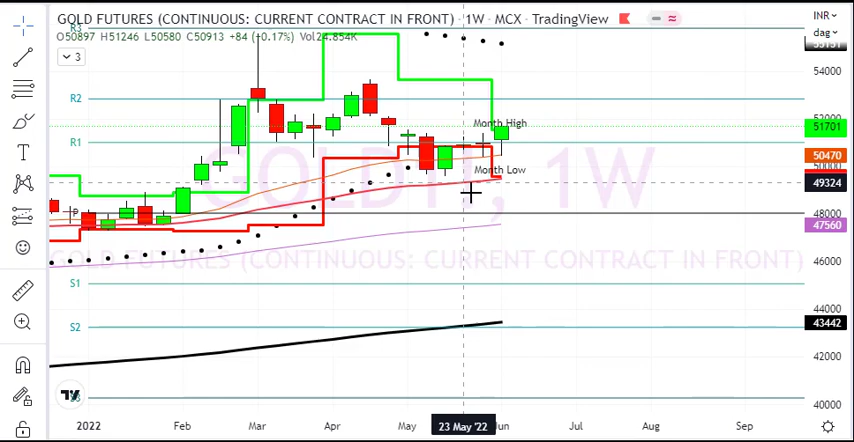 GOLD FUTURES (CONTINUOUS: CURRENT CONTRACT IN FRONT) · 1W · MCX · TradingView
INR
O50897 H51246 L50580 C50913 +84 (+0.17%) Vol24.854K
dag
3
R3
54000
R2
52000
Month High
51701
R1
50470
50000
Month Low
49324
P
48000
47560
GOLD1!, 1W
GOLD FUTURES (CONTINUOUS: CURRENT CONTRACT IN FRONT)
46000
S1
44000
43442
S2
42000
S3
40000
2022 Feb Mar Apr May 23 May '22 Jun Jul Aug Sep